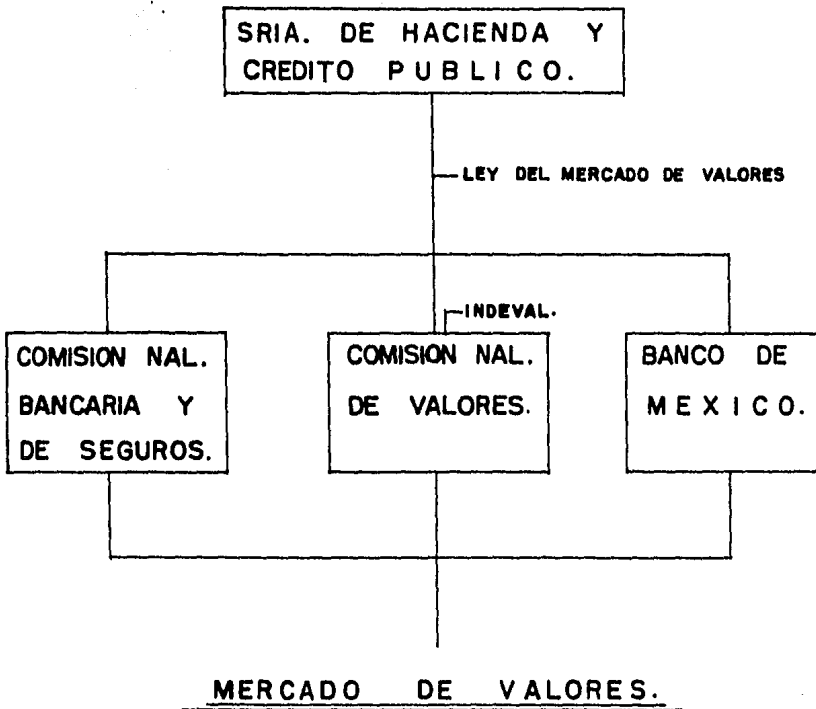 SRIA. DE HACIENDA Y
CREDITO PUBLICO.
LEY DEL MERCADO DE VALORES
INDEVAL.
COMISION NAL.
BANCARIA Y
DE SEGUROS.
COMISION NAL.
DE VALORES.
BANCO DE
MEXICO.
MERCADO DE VALORES.